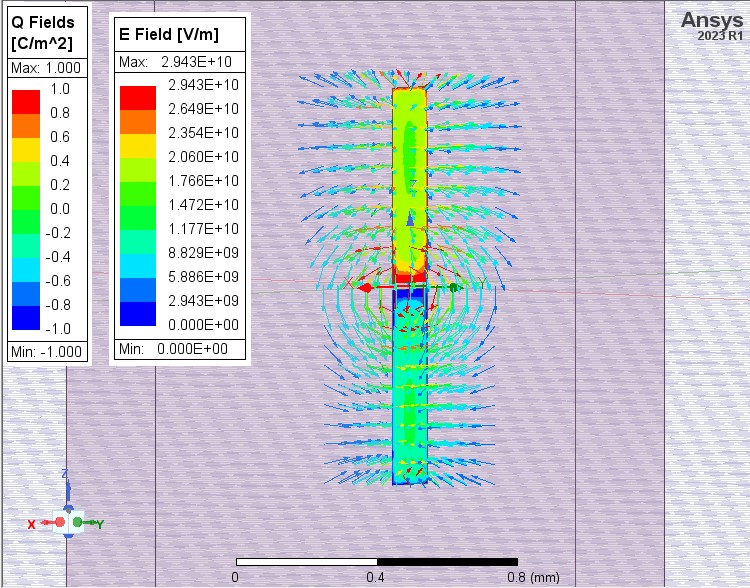 Q Fields
[C/m^2]
Max: 1.000
1.0
0.8
0.6
0.4
0.2
0.0
-0.2
-0.4
-0.6
-0.8
-1.0
Min: -1.000
E Field [V/m]
Max: 2.943E+10
2.943E+10
2.649E+10
2.354E+10
2.060E+10
1.766E+10
1.472E+10
1.177E+10
8.829E+09
5.886E+09
2.943E+09
0.000E+00
Min: 0.000E+00
Ansys
2023 R1
Z
X
Y
0
0.4
0.8 (mm)